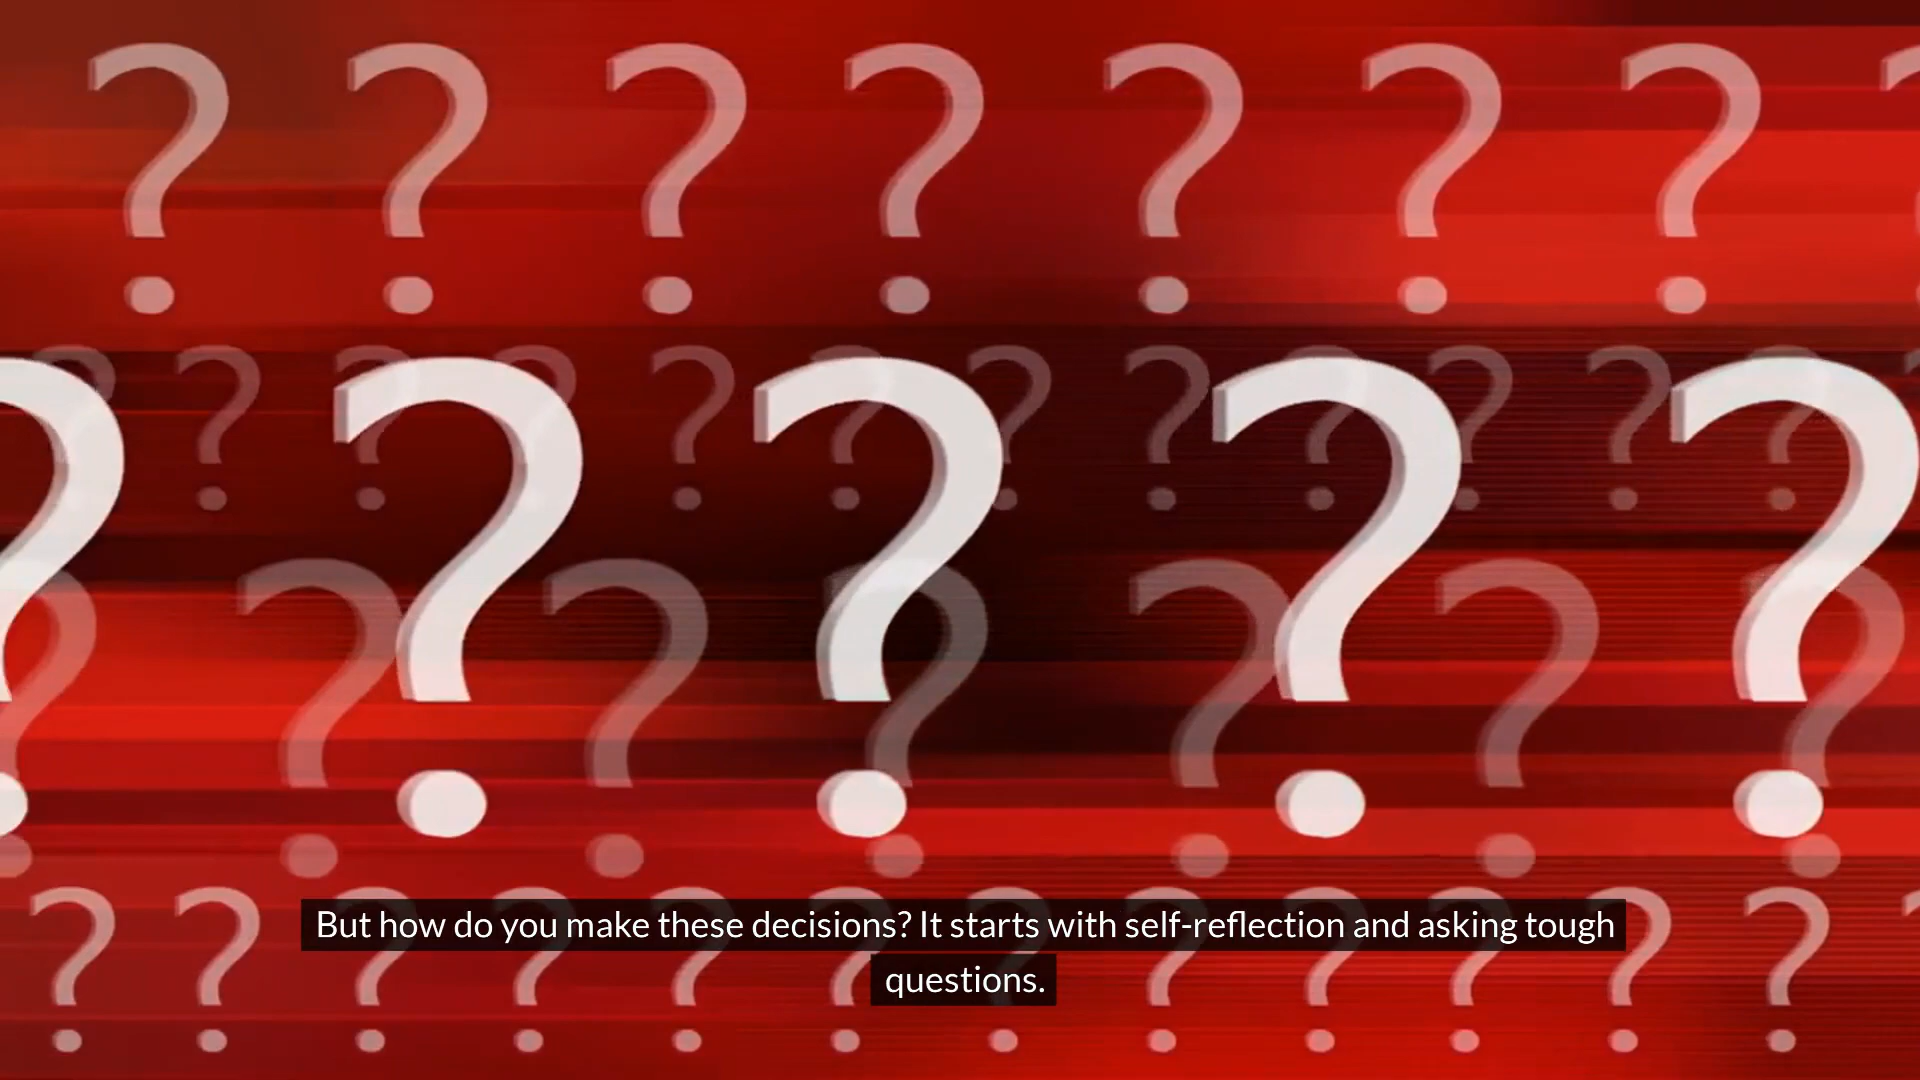 ? ? ? ? ? ? ? ?
? ? ? ? ? ? ? ? ? ? ? ? ?
? ? ? ? ?
? ? ? ? ? ? ?
? ? ? ? ? ? ? ? ? ? ? ? ?
But how do you make these decisions? It starts with self-reflection and asking tough
questions.